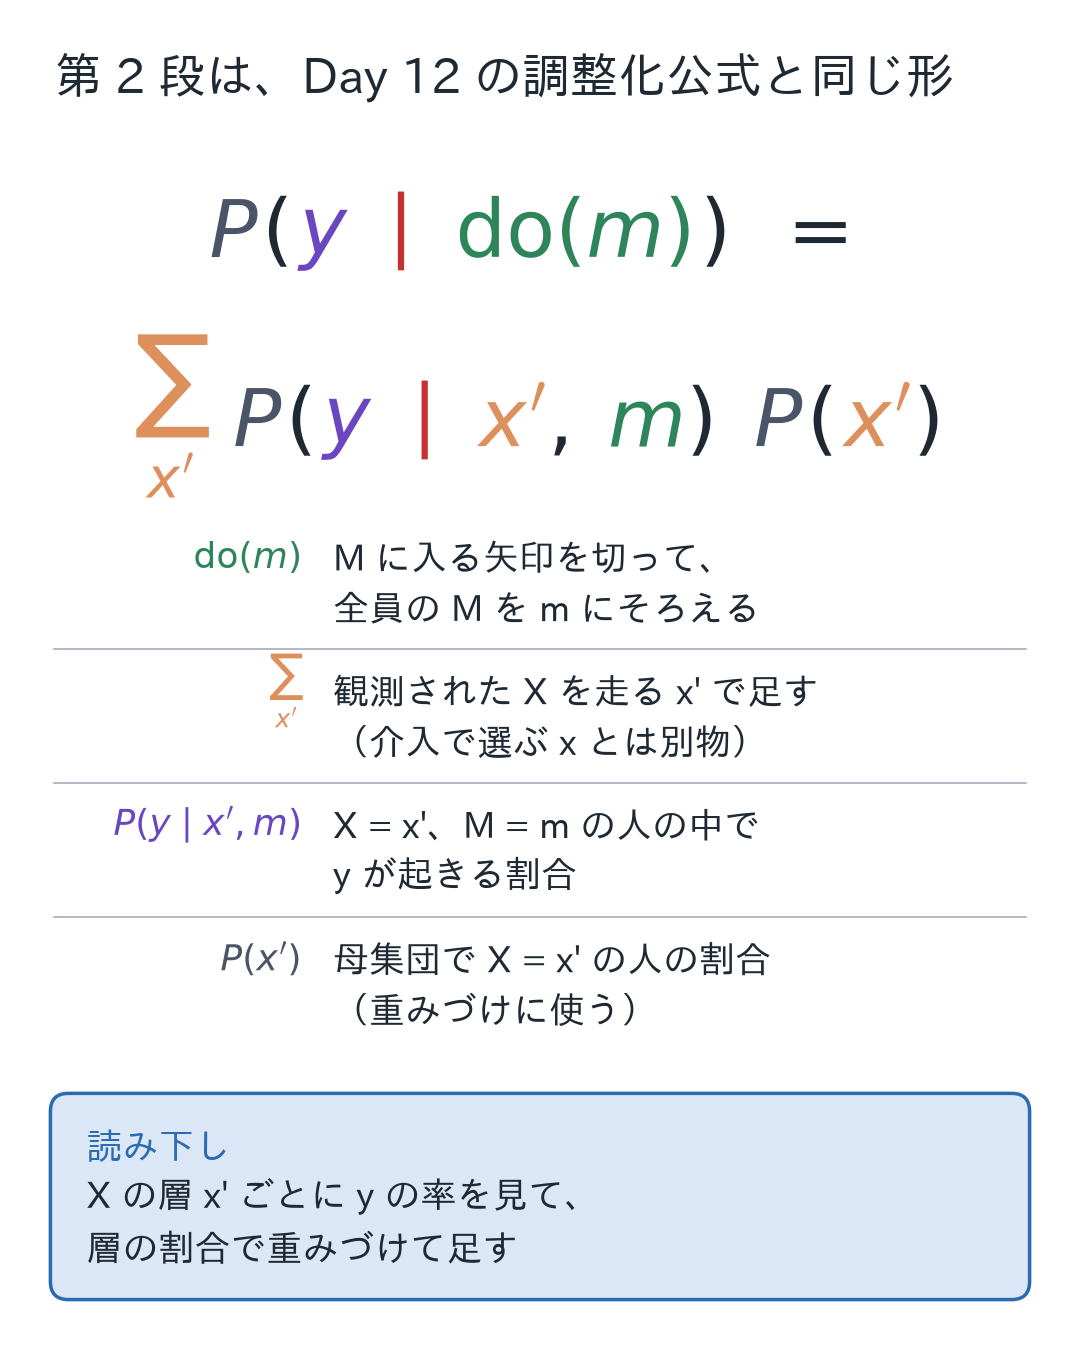 第 2 段は、Day 12 の調整化公式と同じ形
P(y | do(m)) =
∑ P(y | x′, m) P(x′)
x′
do(m) M に入る矢印を切って、
全員の M を m にそろえる
∑ 観測された X を走る x' で足す
x′
（介入で選ぶ x とは別物）
P(y | x′, m) X = x'、M = m の人の中で
y が起きる割合
P(x′) 母集団で X = x' の人の割合
（重みづけに使う）
読み下し
X の層 x' ごとに y の率を見て、
層の割合で重みづけて足す